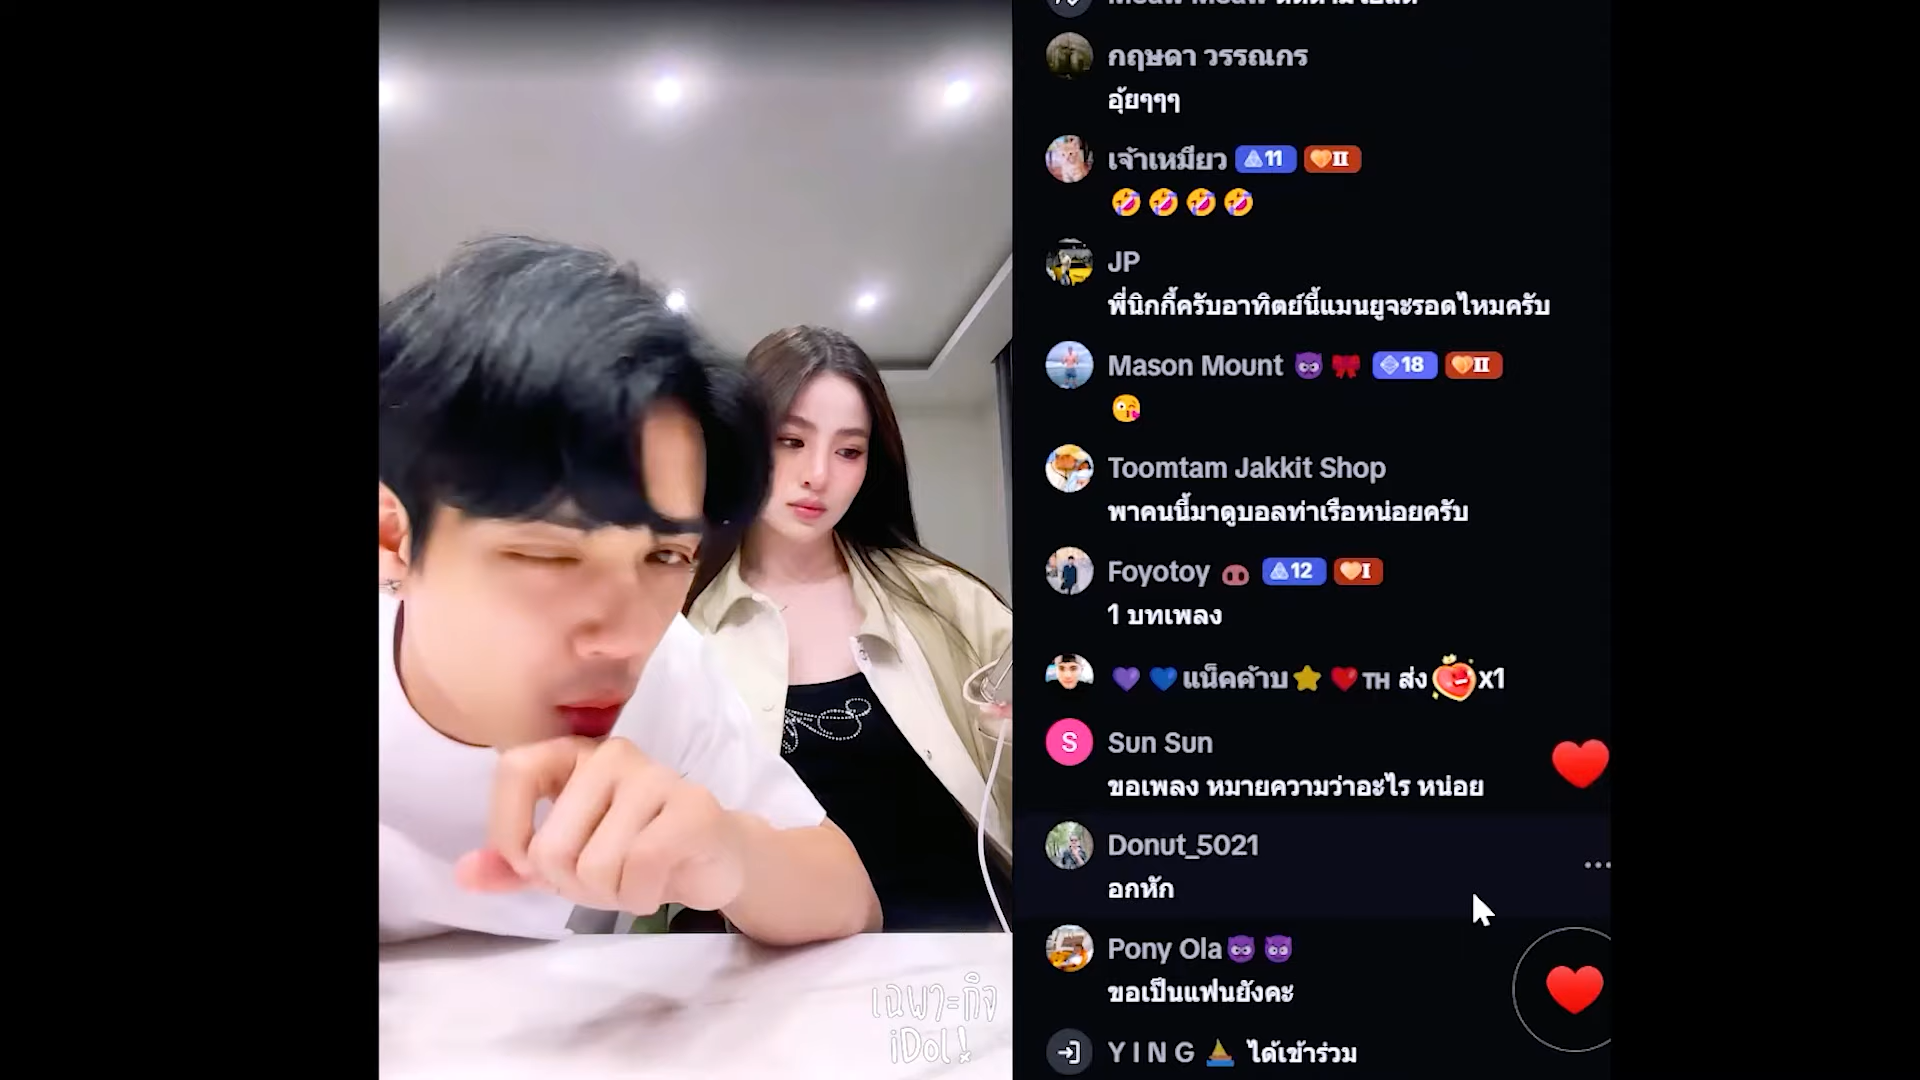 กฤษดา วรรณกร
อุ้ยๆๆๆ
เจ้าเหมียว 11 II
JP
พี่นิกกี้ครับอาทิตย์นี้แมนยูจะรอดไหมครับ
Mason Mount 18 II
Toomtam Jakkit Shop
พาคนนี้มาดูบอลท่าเรือหน่อยครับ
Foyotoy 12 I
1 บทเพลง
แน็คค้าบ TH ส่ง x1
S Sun Sun
ขอเพลง หมายความว่าอะไร หน่อย
Donut_5021
อกหัก
Pony Ola
ขอเป็นแฟนยังคะ
Y I N G ได้เข้าร่วม
เฉพาะกิจ
iDol!